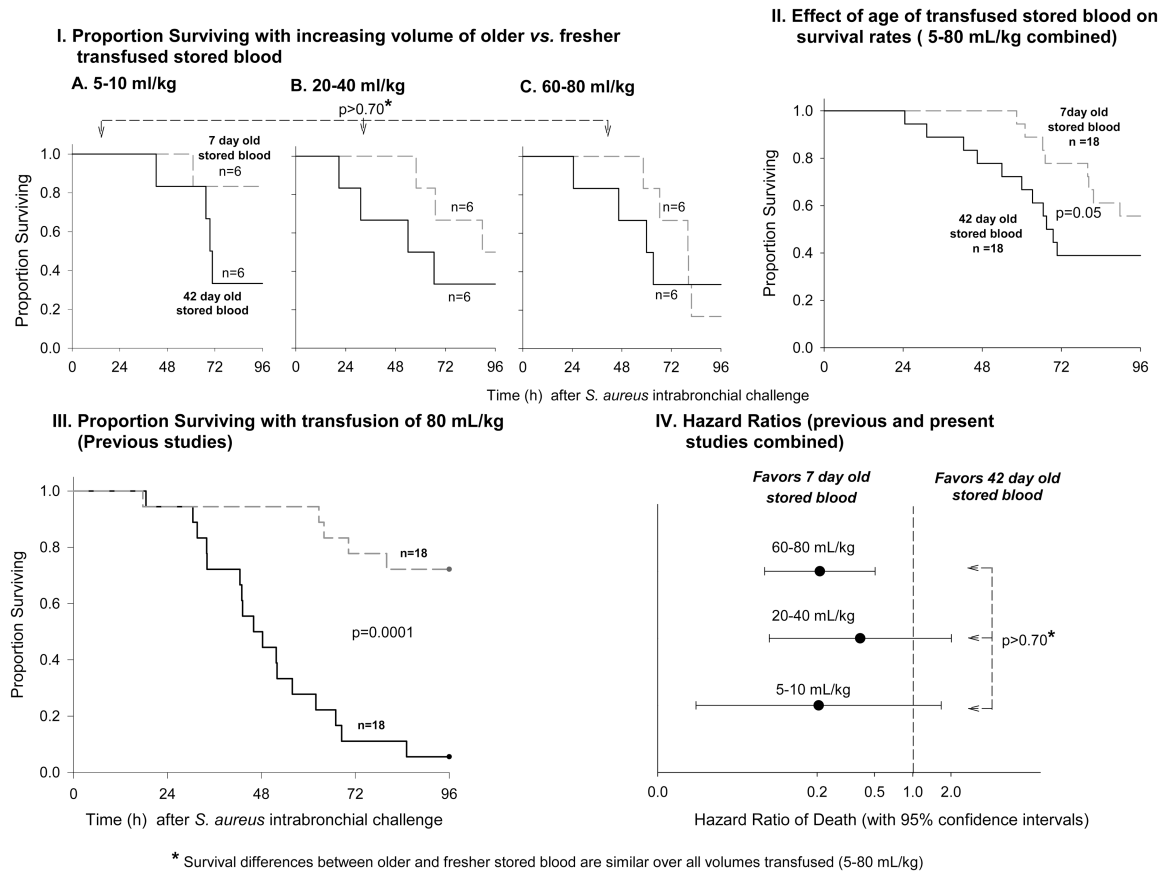 I. Proportion Surviving with increasing volume of older vs. fresher
transfused stored blood
A. 5-10 ml/kg
B. 20-40 ml/kg
C. 60-80 ml/kg
p>0.70*
7 day old
stored blood
n=6
n=6
42 day old
stored blood
n=6
n=6
n=6
n=6
Proportion Surviving
1.0
0.8
0.6
0.4
0.2
0.0
0 24 48 72 96
0 24 48 72 96
0 24 48 72 96
Time (h) after S. aureus intrabronchial challenge
II. Effect of age of transfused stored blood on
survival rates ( 5-80 mL/kg combined)
Proportion Surviving
1.0
0.8
0.6
0.4
0.2
0.0
7day old
stored blood
n =18
p=0.05
42 day old
stored blood
n =18
0 24 48 72 96
III. Proportion Surviving with transfusion of 80 mL/kg
(Previous studies)
Proportion Surviving
1.0
0.8
0.6
0.4
0.2
0.0
n=18
p=0.0001
n=18
0 24 48 72 96
Time (h) after S. aureus intrabronchial challenge
IV. Hazard Ratios (previous and present
studies combined)
Favors 7 day old
stored blood
Favors 42 day old
stored blood
60-80 mL/kg
20-40 mL/kg
5-10 mL/kg
p>0.70*
0.0 0.2 0.5 1.0 2.0
Hazard Ratio of Death (with 95% confidence intervals)
* Survival differences between older and fresher stored blood are similar over all volumes transfused (5-80 mL/kg)